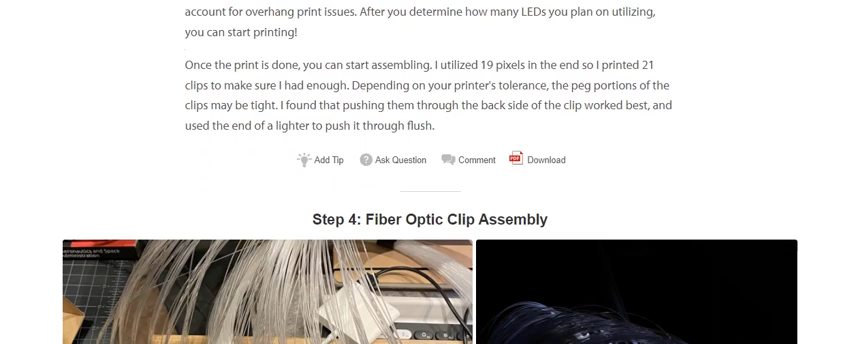 account for overhang print issues. After you determine how many LEDs you plan on utilizing,
you can start printing!
Once the print is done, you can start assembling. I utilized 19 pixels in the end so I printed 21
clips to make sure I had enough. Depending on your printer's tolerance, the peg portions of the
clips may be tight. I found that pushing them through the back side of the clip worked best, and
used the end of a lighter to push it through flush.
Add Tip Ask Question Comment PDF Download
Step 4: Fiber Optic Clip Assembly